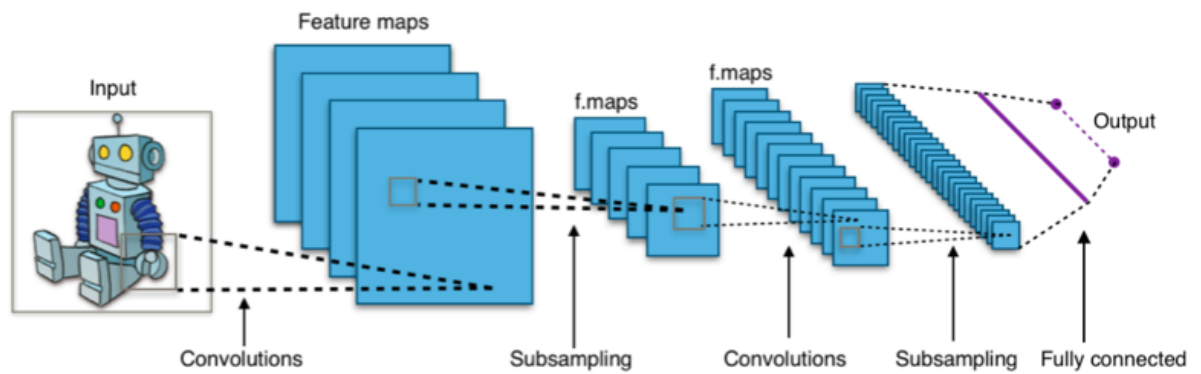 Feature maps
Input
f.maps
f.maps
Output
Convolutions
Subsampling
Convolutions
Subsampling
Fully connected